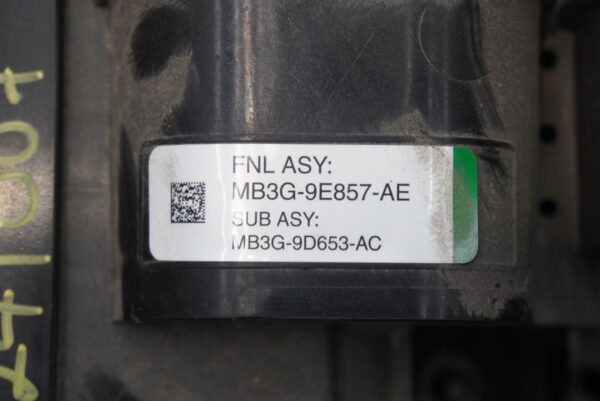 FNL ASY:
MB3G-9E857-AE
SUB ASY:
MB3G-9D653-AC